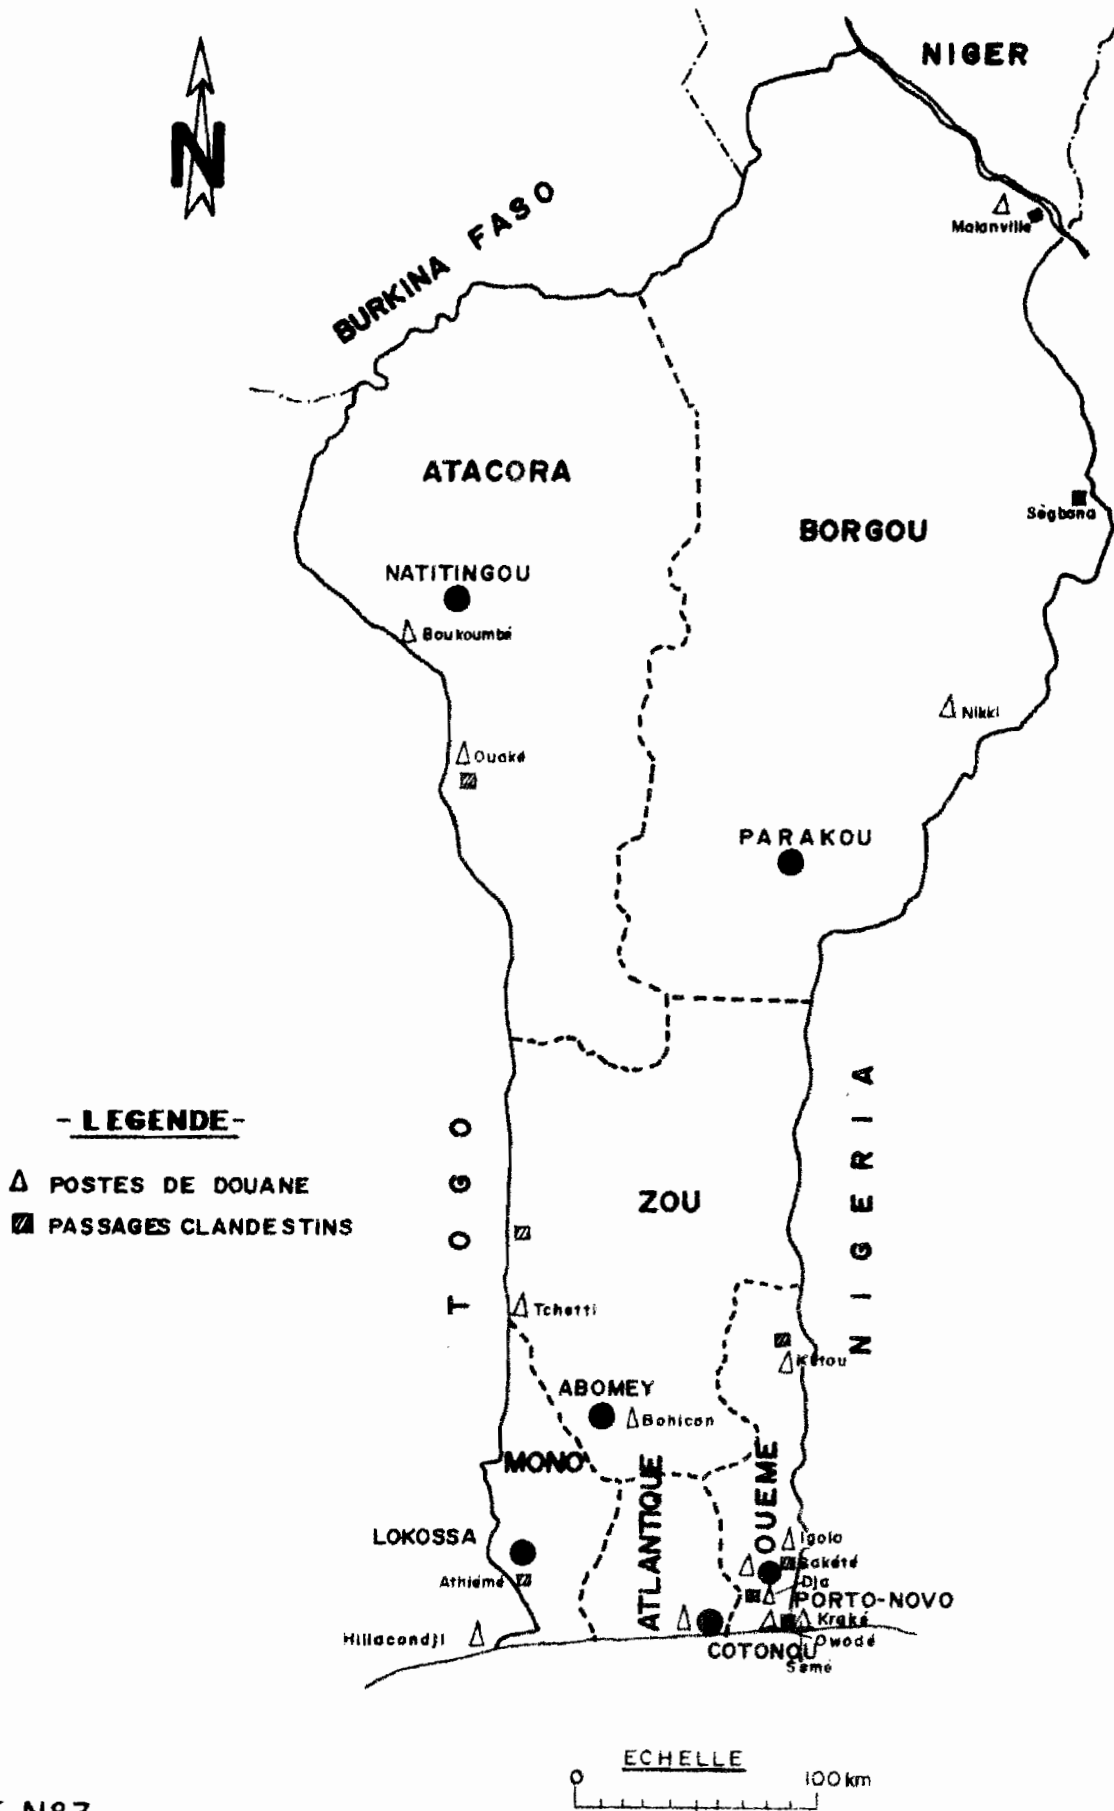 NIGER
N
BURKINA FASO
Malanville
ATACORA
Sègbana
BORGOU
NATITINGOU
Boukoumbé
Nikki
Ouaké
PARAKOU
- LEGENDE -
TOGO
NIGERIA
POSTES DE DOUANE
ZOU
PASSAGES CLANDESTINS
Tchetti
Kétou
ABOMEY
Bohicon
MONO
ATLANTIQUE
OUEME
LOKOSSA
Igolo
Sakété
Athiémé
Dja
PORTO-NOVO
Kraké
Hillacondji
Owodé
COTONOU
Sèmé
ECHELLE
0 100 km